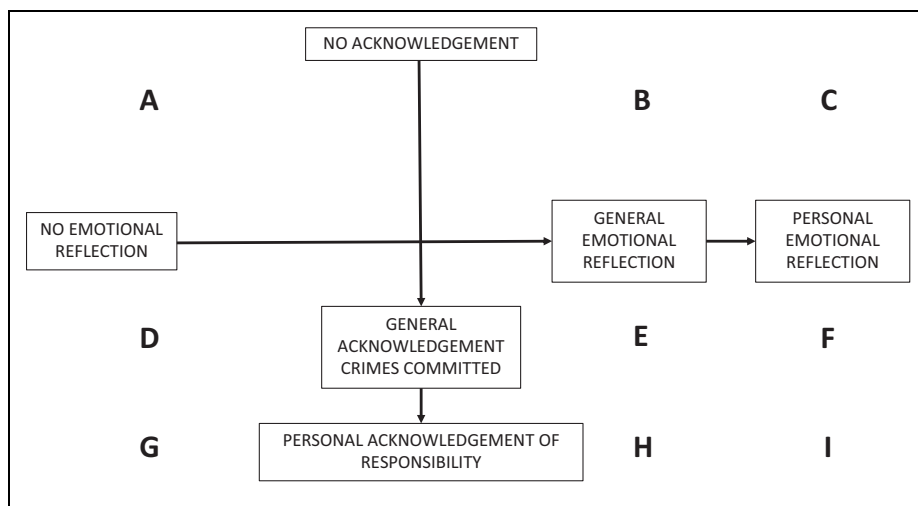 NO ACKNOWLEDGEMENT
A
B
C
NO EMOTIONAL
REFLECTION
GENERAL
EMOTIONAL
REFLECTION
PERSONAL
EMOTIONAL
REFLECTION
D
GENERAL
ACKNOWLEDGEMENT
CRIMES COMMITTED
E
F
G
PERSONAL ACKNOWLEDGEMENT OF
RESPONSIBILITY
H
I